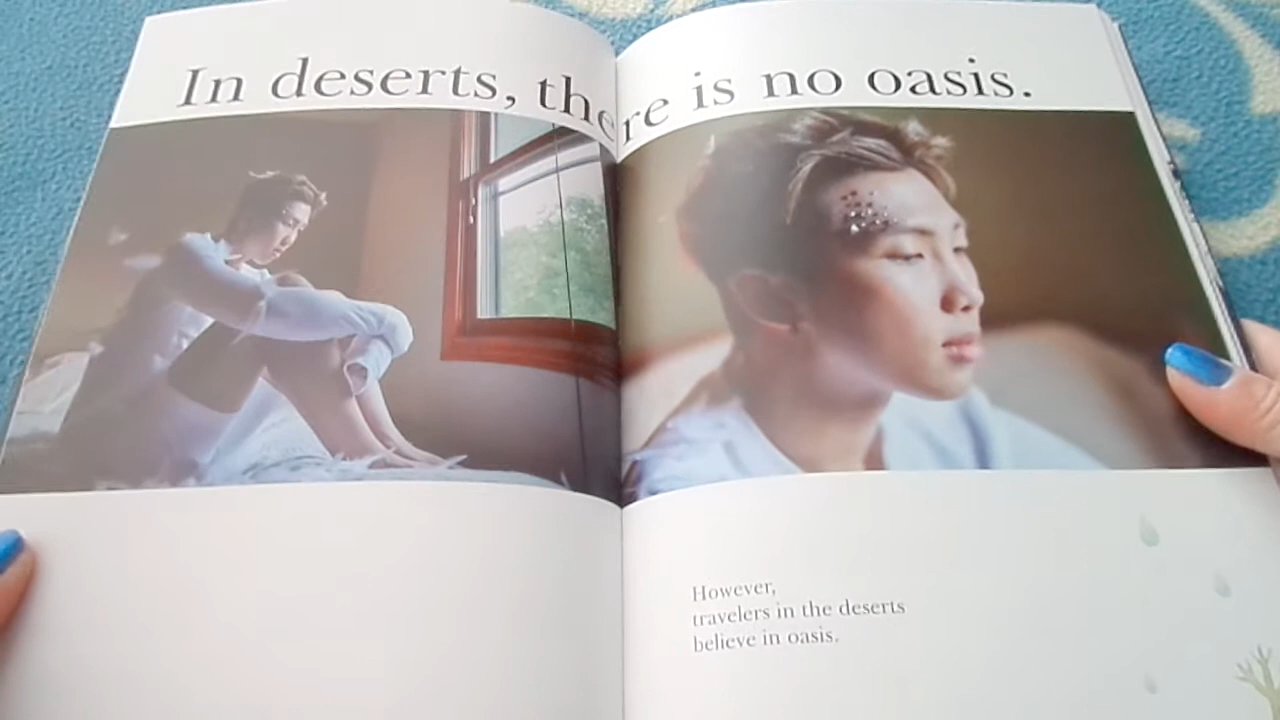 In deserts, there is no oasis.
However,
travelers in the deserts
believe in oasis.